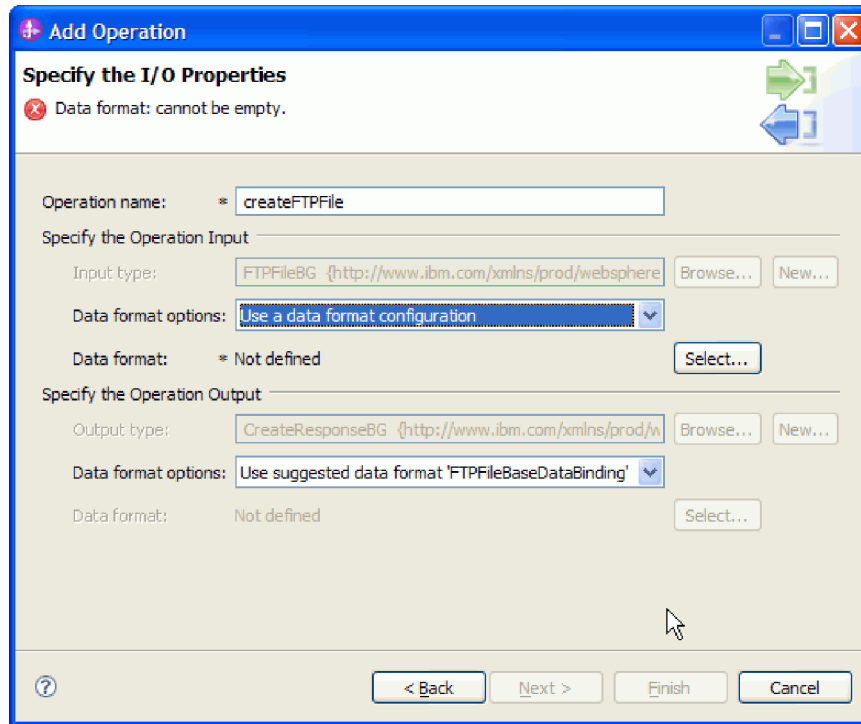 Add Operation
Specify the I/O Properties
Data format: cannot be empty.
Operation name: * createFTPFile
Specify the Operation Input
Input type: FTPFileBG {http://www.ibm.com/xmlns/prod/websphere Browse... New...
Data format options: Use a data format configuration
Data format: * Not defined Select...
Specify the Operation Output
Output type: CreateResponseBG {http://www.ibm.com/xmlns/prod/w Browse... New...
Data format options: Use suggested data format 'FTPFileBaseDataBinding'
Data format: Not defined Select...
? < Back Next > Finish Cancel